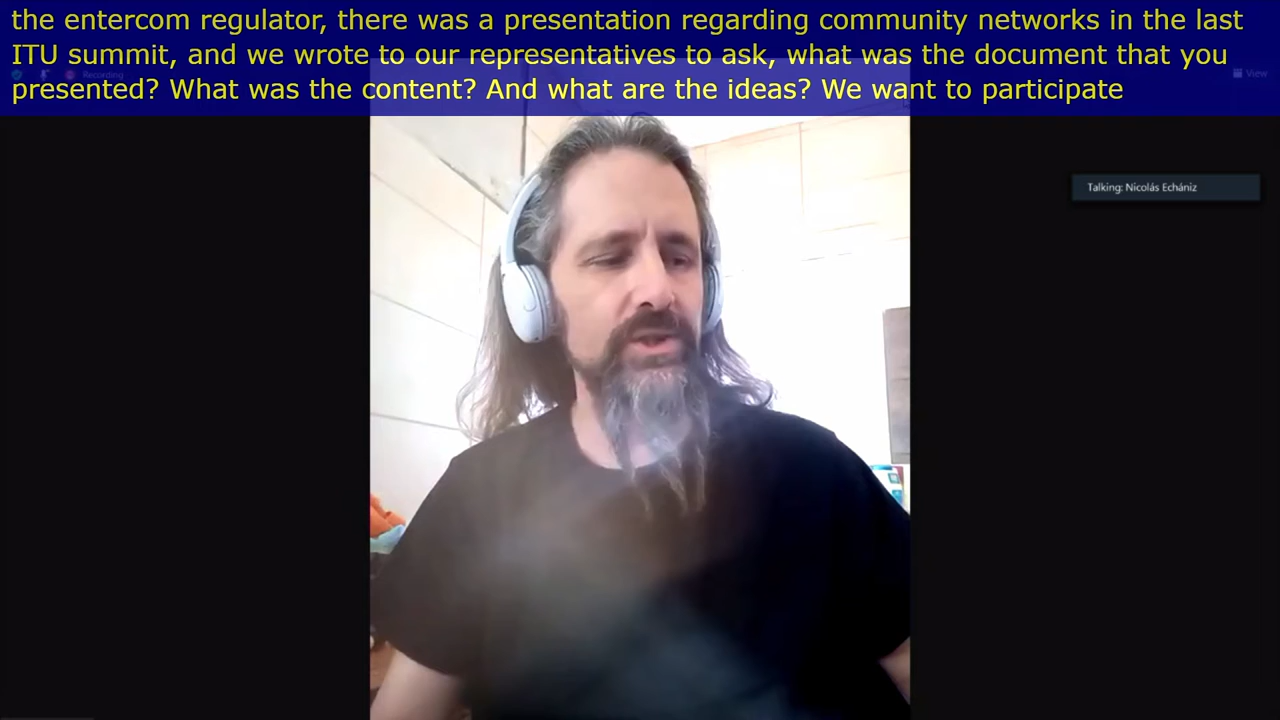 the entercom regulator, there was a presentation regarding community networks in the last
ITU summit, and we wrote to our representatives to ask, what was the document that you
presented? What was the content? And what are the ideas? We want to participate
Recording
View
Talking: Nicolás Echániz